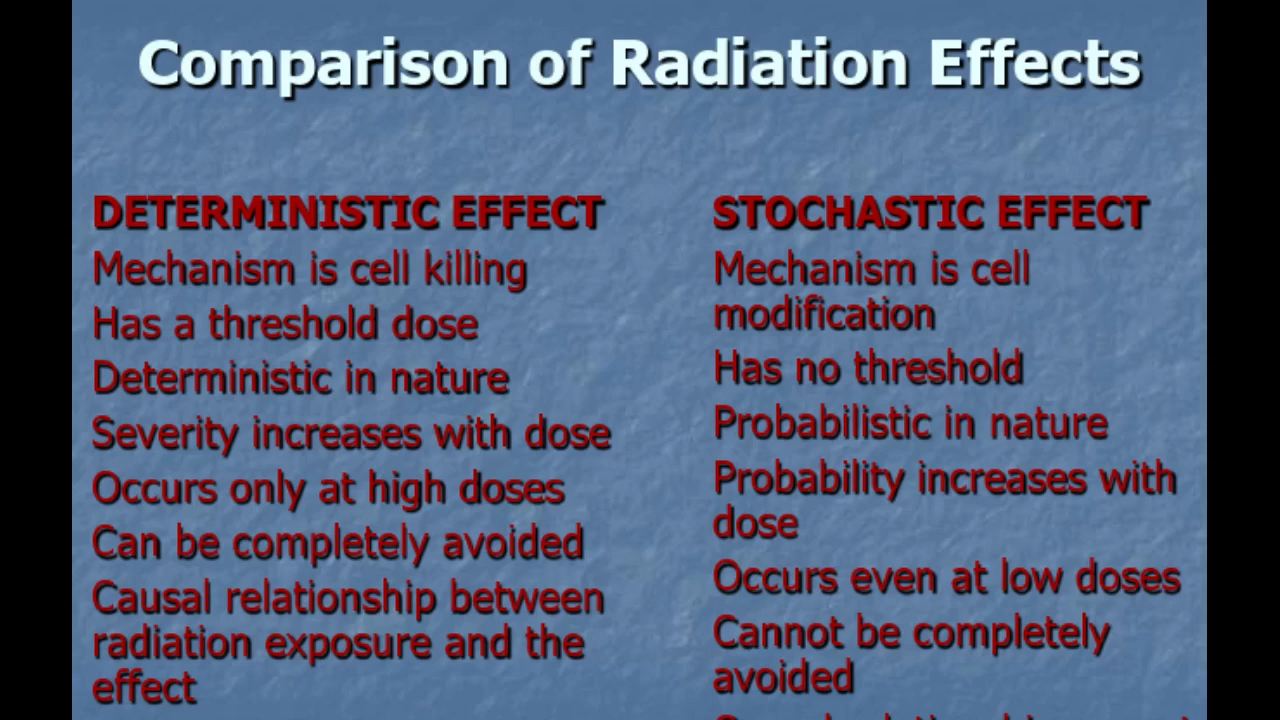 Comparison of Radiation Effects
DETERMINISTIC EFFECT
Mechanism is cell killing
Has a threshold dose
Deterministic in nature
Severity increases with dose
Occurs only at high doses
Can be completely avoided
Causal relationship between
radiation exposure and the
effect
STOCHASTIC EFFECT
Mechanism is cell
modification
Has no threshold
Probabilistic in nature
Probability increases with
dose
Occurs even at low doses
Cannot be completely
avoided